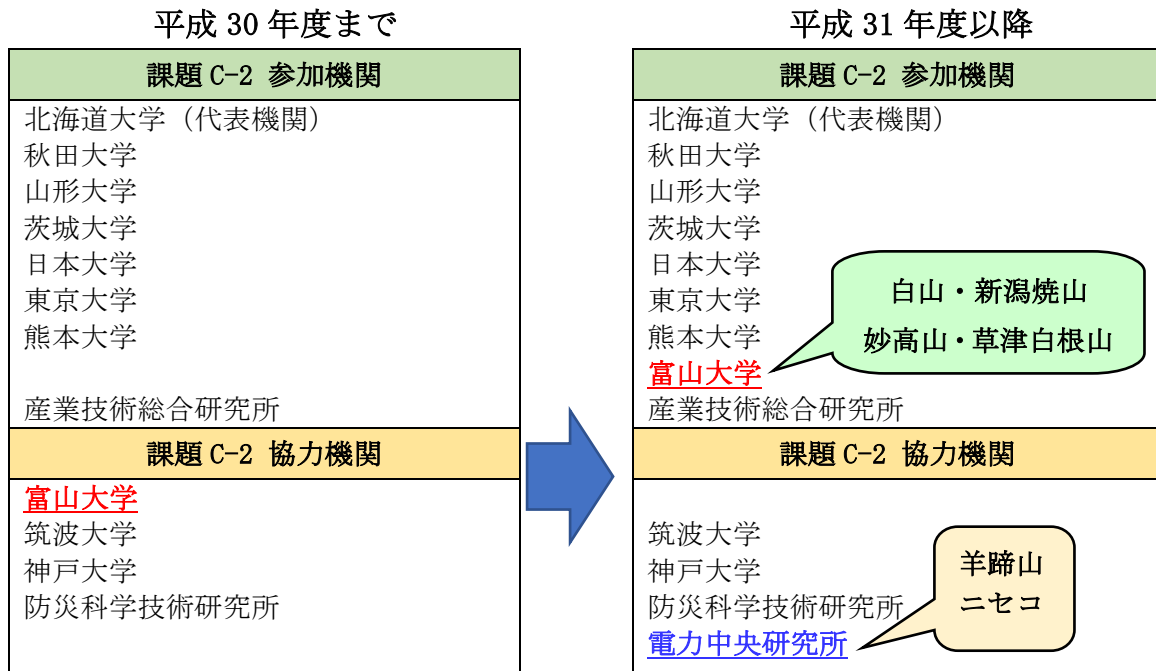 平成 30 年度まで
課題 C-2 参加機関
北海道大学（代表機関）
秋田大学
山形大学
茨城大学
日本大学
東京大学
熊本大学
産業技術総合研究所
課題 C-2 協力機関
富山大学
筑波大学
神戸大学
防災科学技術研究所
平成 31 年度以降
課題 C-2 参加機関
北海道大学（代表機関）
秋田大学
山形大学
茨城大学
日本大学
東京大学
熊本大学
富山大学
産業技術総合研究所
白山・新潟焼山
妙高山・草津白根山
課題 C-2 協力機関
筑波大学
神戸大学
防災科学技術研究所
電力中央研究所
羊蹄山
ニセコ